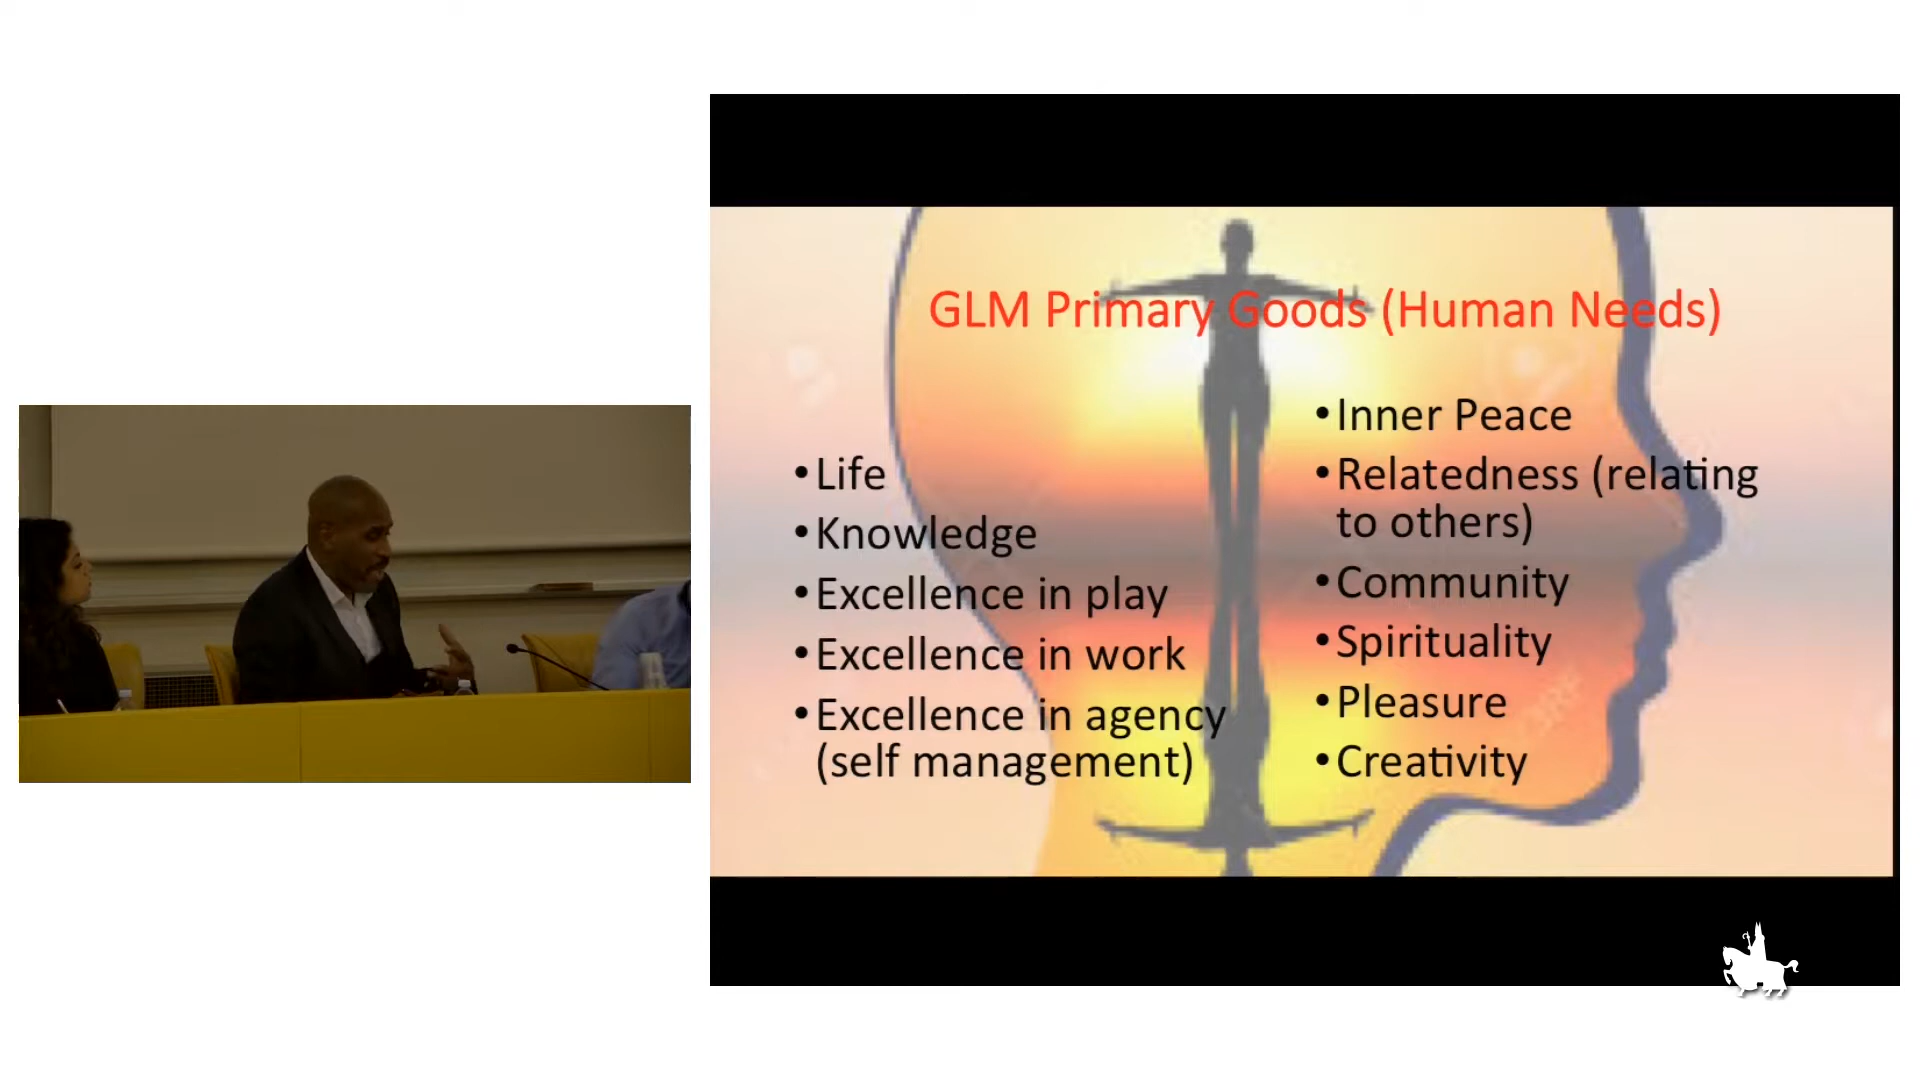 GLM Primary Goods (Human Needs)
•Life
•Knowledge
•Excellence in play
•Excellence in work
•Excellence in agency
(self management)
•Inner Peace
•Relatedness (relating
to others)
•Community
•Spirituality
•Pleasure
•Creativity